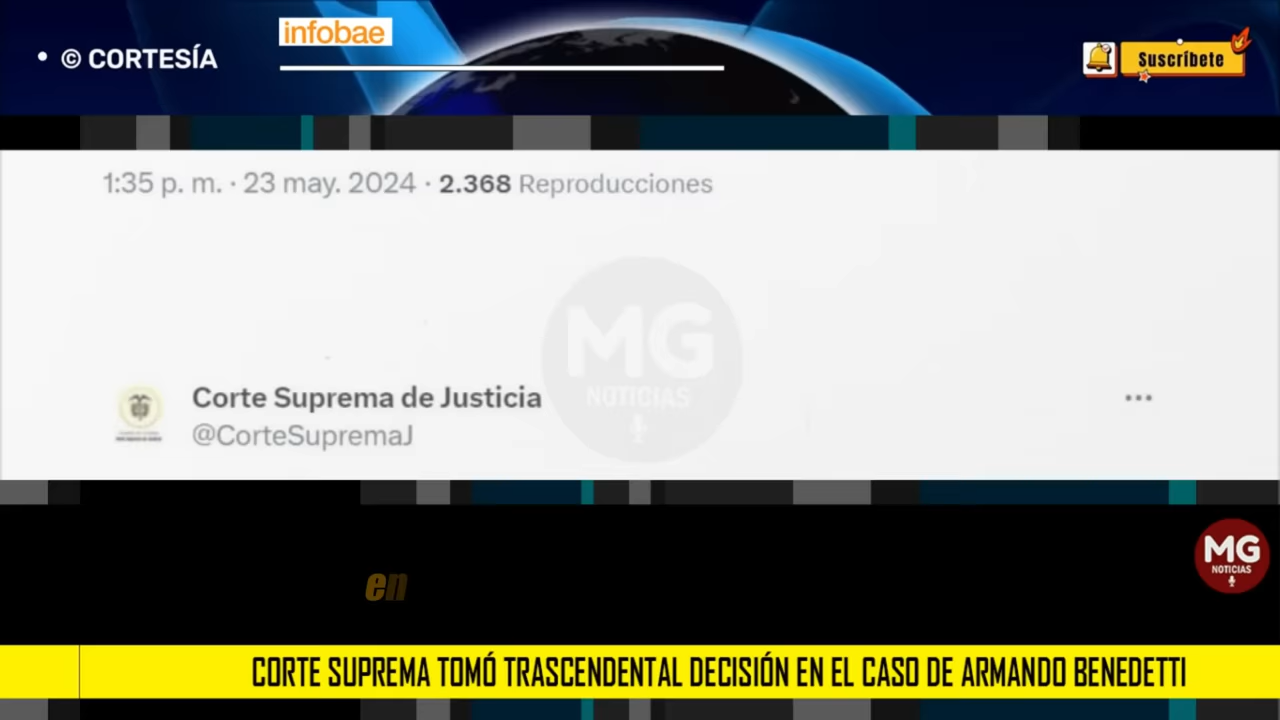 infobae
• © CORTESÍA
Suscríbete
1:35 p. m. · 23 may. 2024 · 2.368 Reproducciones
MG
NOTICIAS
Corte Suprema de Justicia
@CorteSupremaJ
MG
NOTICIAS
en
CORTE SUPREMA TOMÓ TRASCENDENTAL DECISIÓN EN EL CASO DE ARMANDO BENEDETTI